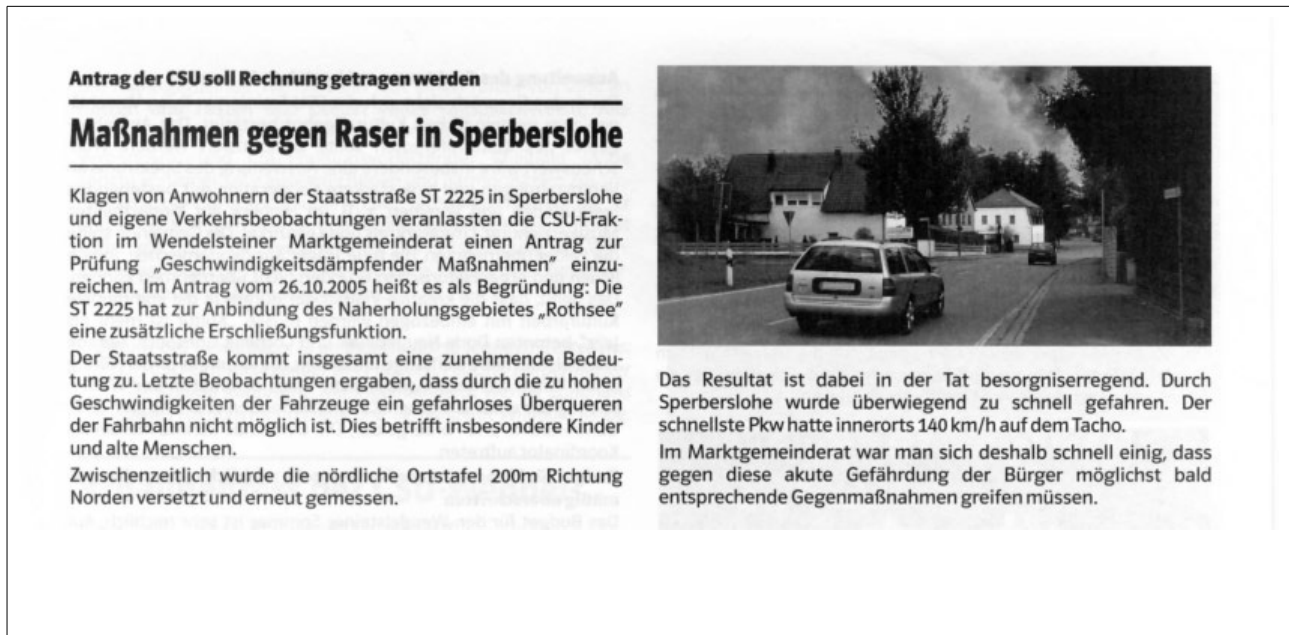 Antrag der CSU soll Rechnung getragen werden
Maßnahmen gegen Raser in Sperberslohe
Klagen von Anwohnern der Staatsstraße ST 2225 in Sperberslohe
und eigene Verkehrsbeobachtungen veranlassten die CSU-Frak-
tion im Wendelsteiner Marktgemeinderat einen Antrag zur
Prüfung „Geschwindigkeitsdämpfender Maßnahmen” einzu-
reichen. Im Antrag vom 26.10.2005 heißt es als Begründung: Die
ST 2225 hat zur Anbindung des Naherholungsgebietes „Rothsee”
eine zusätzliche Erschließungsfunktion.
Der Staatsstraße kommt insgesamt eine zunehmende Bedeu-
tung zu. Letzte Beobachtungen ergaben, dass durch die zu hohen
Geschwindigkeiten der Fahrzeuge ein gefahrloses Überqueren
der Fahrbahn nicht möglich ist. Dies betrifft insbesondere Kinder
und alte Menschen.
Zwischenzeitlich wurde die nördliche Ortstafel 200m Richtung
Norden versetzt und erneut gemessen.
Das Resultat ist dabei in der Tat besorgniserregend. Durch
Sperberslohe wurde überwiegend zu schnell gefahren. Der
schnellste Pkw hatte innerorts 140 km/h auf dem Tacho.
Im Marktgemeinderat war man sich deshalb schnell einig, dass
gegen diese akute Gefährdung der Bürger möglichst bald
entsprechende Gegenmaßnahmen greifen müssen.